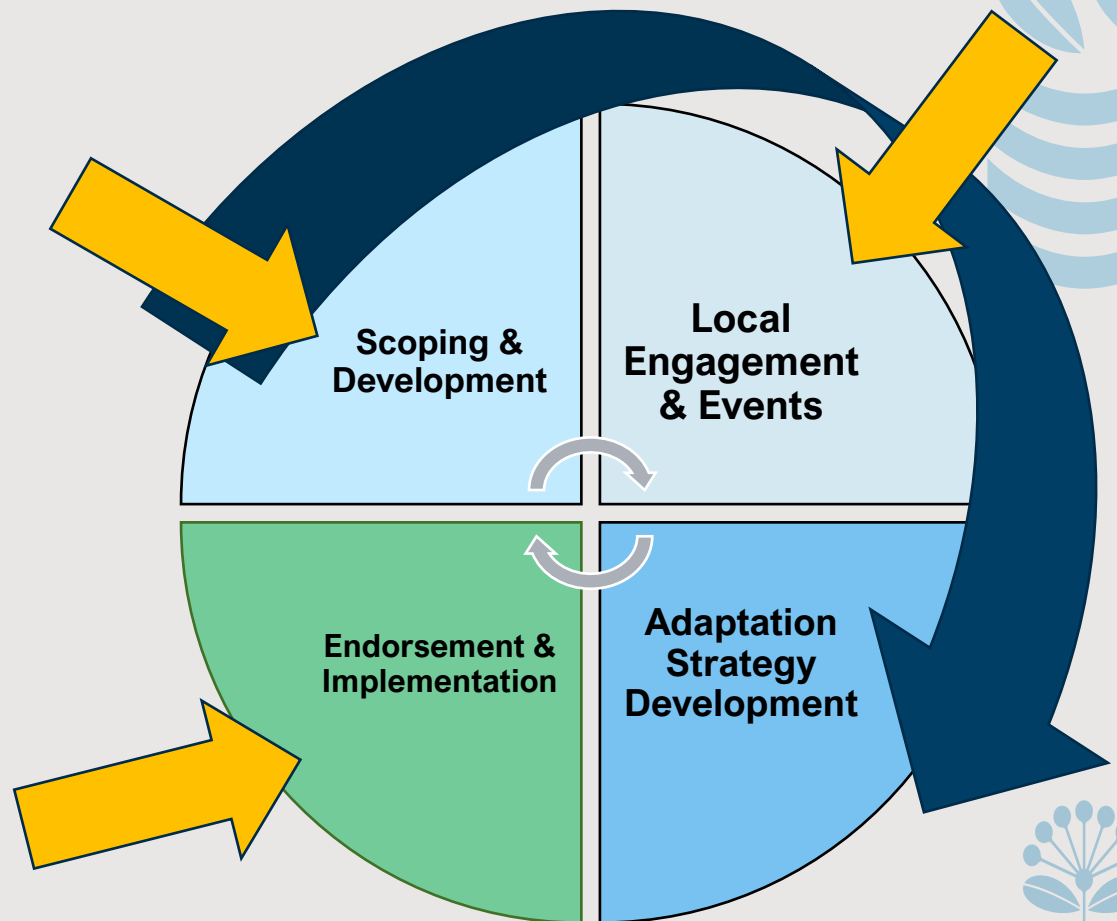 Scoping &
Development
Local
Engagement
& Events
Endorsement &
Implementation
Adaptation
Strategy
Development